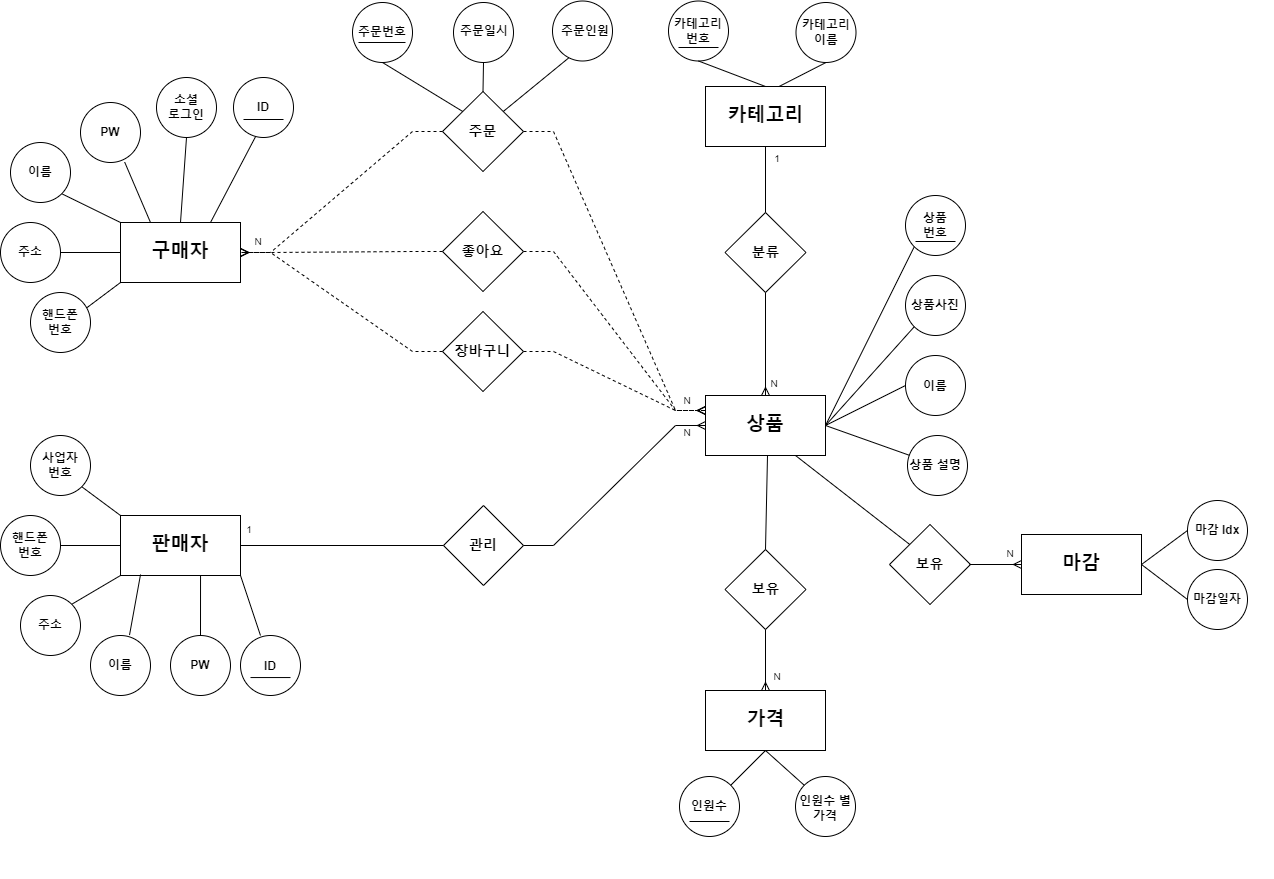 주문번호
주문일시
주문인원
카테고리
번호
카테고리
이름
소셜
로그인
ID
PW
이름
주소
핸드폰
번호
구매자
N
주문
좋아요
장바구니
카테고리
1
분류
N
상품
번호
상품사진
이름
상품 설명
N
상품
N
사업자
번호
핸드폰
번호
판매자
1
관리
주소
이름
PW
ID
보유
보유
N
마감
마감 Idx
마감일자
N
가격
인원수
인원수 별
가격